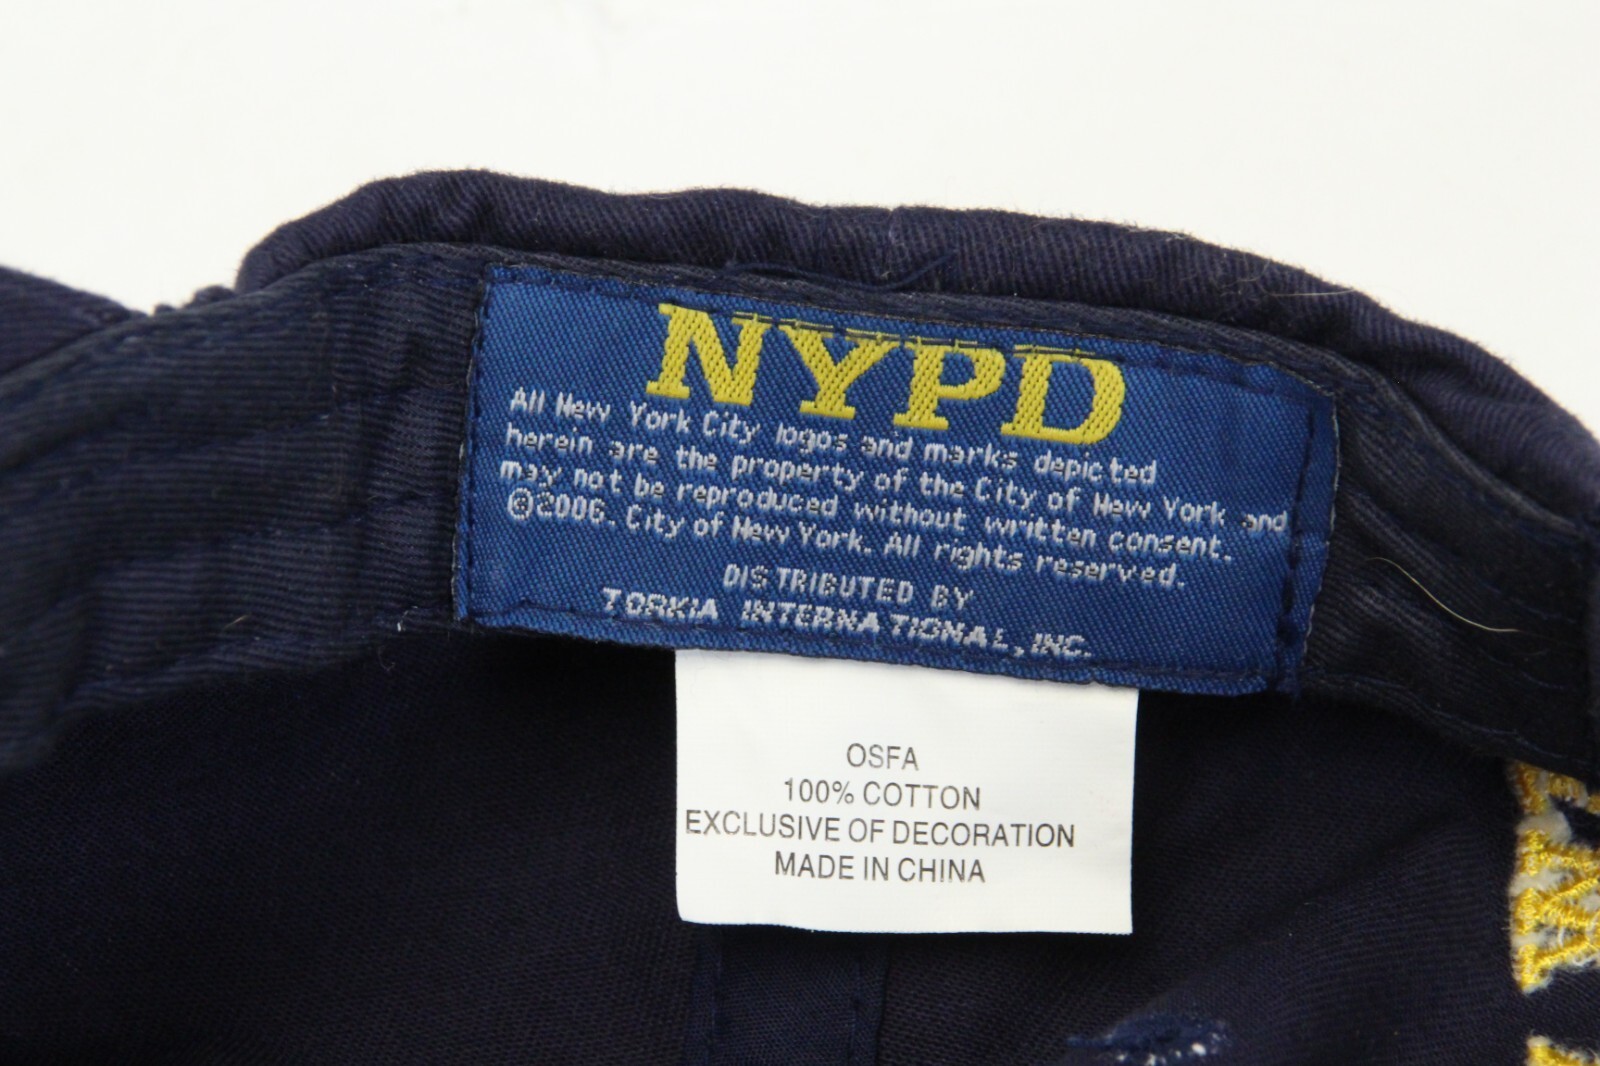 NYPD
All New York City logos and marks depicted
herein are the property of the City of New York and
may not be reproduced without written consent.
©2006. City of New York. All rights reserved.
DISTRIBUTED BY
TORKIA INTERNATIONAL, INC.
OSFA
100% COTTON
EXCLUSIVE OF DECORATION
MADE IN CHINA